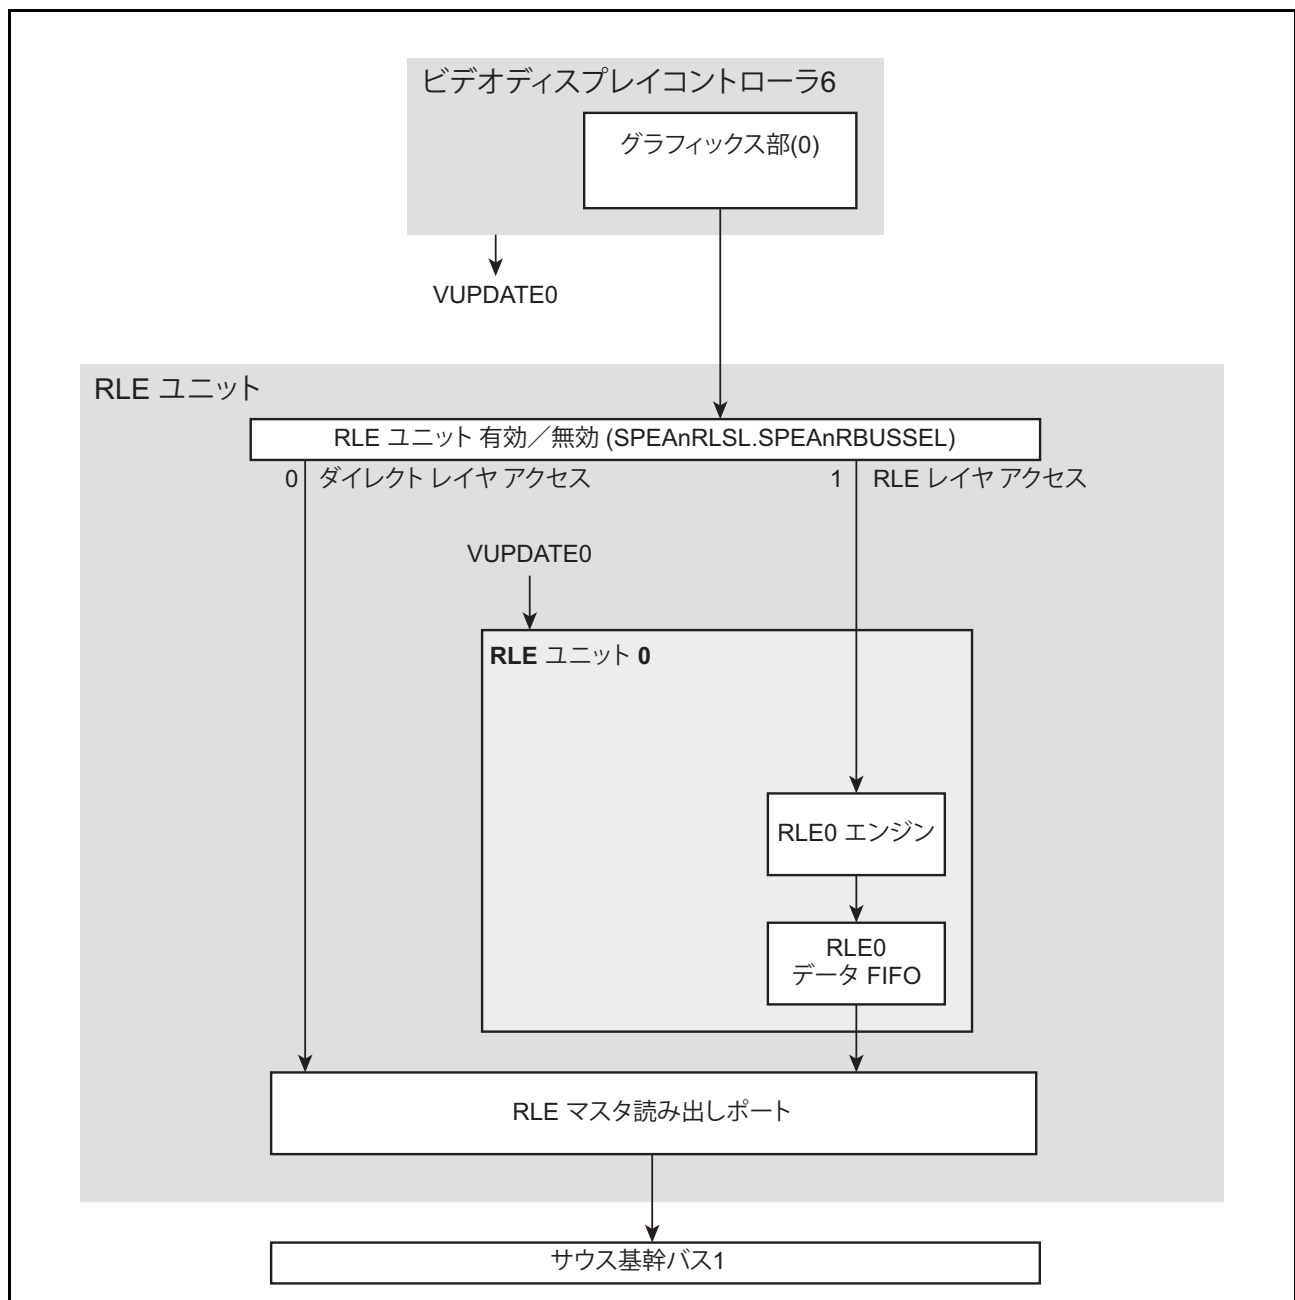 ビデオディスプレイコントローラ6
グラフィックス部(0)
VUPDATE0
RLE ユニット
RLE ユニット 有効／無効 (SPEAnRLSL.SPEAnRBUSSEL)
0 ダイレクト レイヤ アクセス
1 RLE レイヤ アクセス
VUPDATE0
RLE ユニット 0
RLE0 エンジン
RLE0
データ FIFO
RLE マスタ読み出しポート
サウス基幹バス1